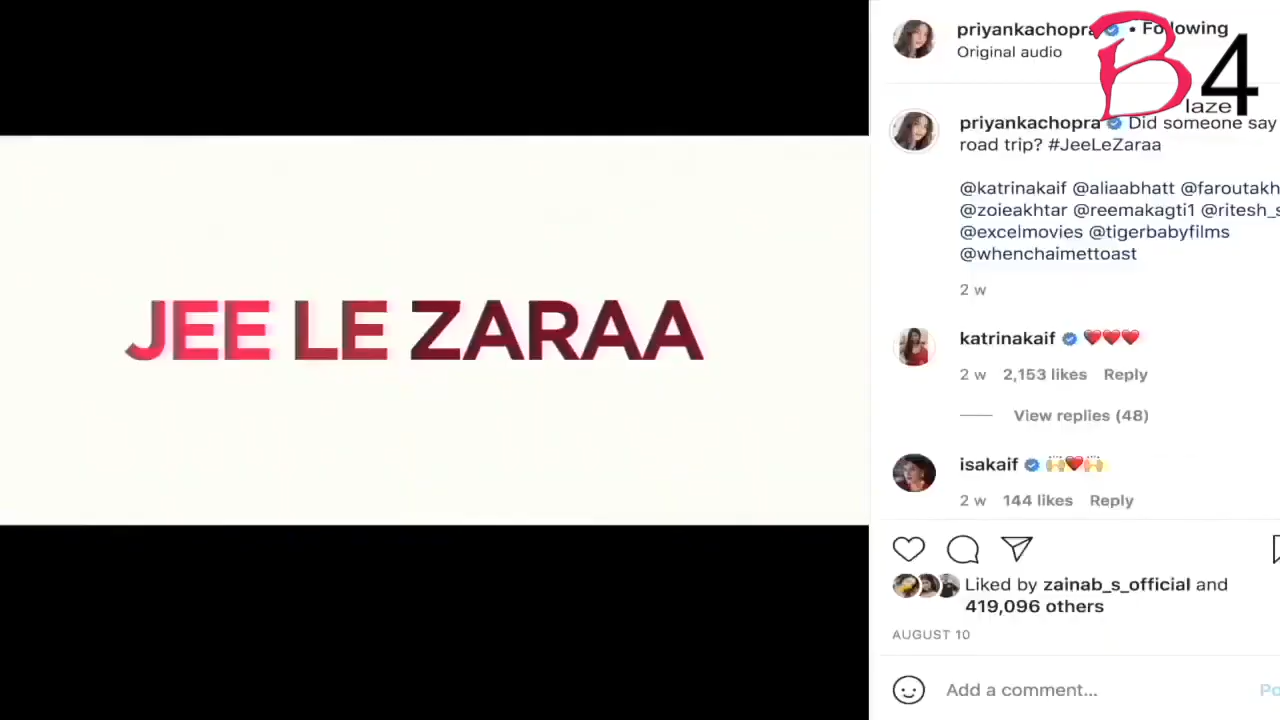 JEE LE ZARAA
priyankachopra • Following
Original audio
B
laze
4
priyankachopra Did someone say
road trip? #JeeLeZaraa
@katrinakaif @aliaabhatt @faroutakh
@zoieakhtar @reemakagti1 @ritesh_s
@excelmovies @tigerbabyfilms
@whenchaimettoast
2 w
katrinakaif ❤️❤️❤️
2 w 2,153 likes Reply
View replies (48)
isakaif 🙌❤️🙌
2 w 144 likes Reply
Liked by zainab_s_official and
419,096 others
AUGUST 10
Add a comment...
Po